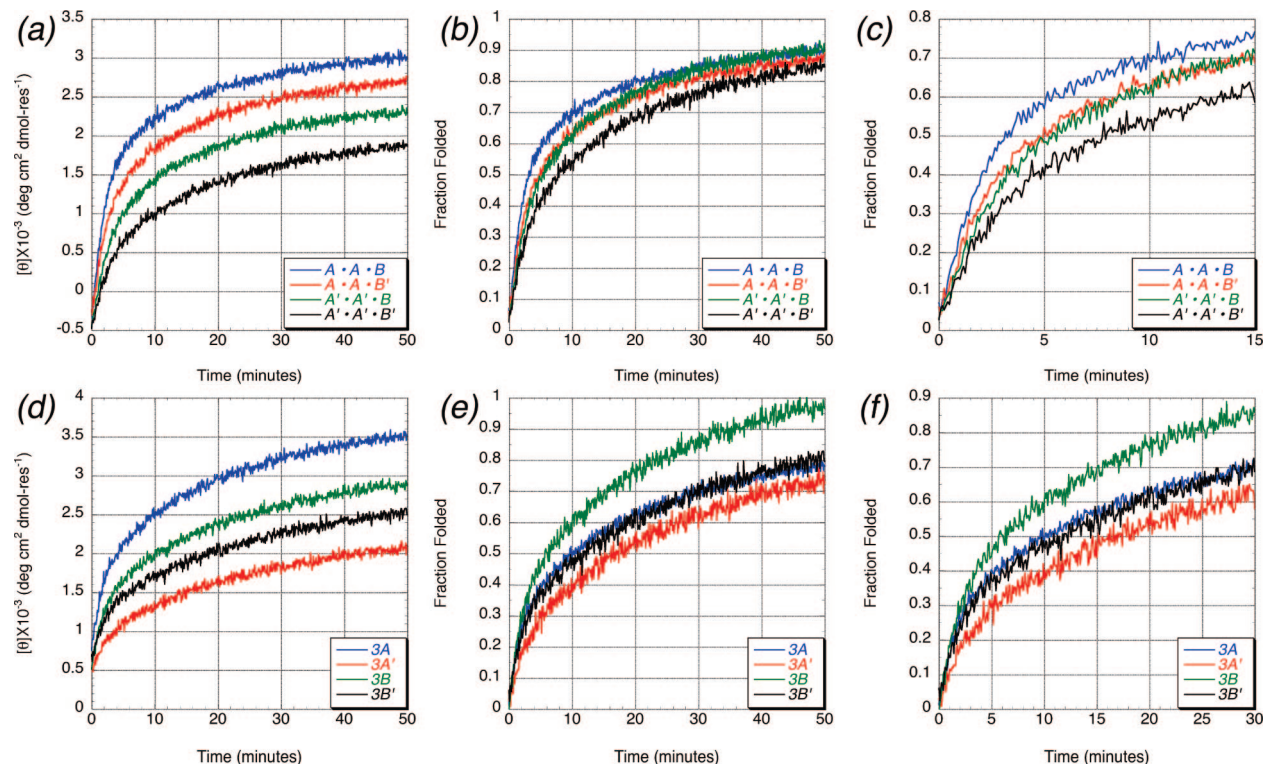 (a)
[θ]X10⁻³ (deg cm² dmol-res⁻¹)
3.5
3
2.5
2
1.5
1
0.5
0
-0.5
A • A • B
A • A • B'
A' • A' • B
A' • A' • B'
0 10 20 30 40 50
Time (minutes)
(b)
Fraction Folded
1
0.9
0.8
0.7
0.6
0.5
0.4
0.3
0.2
0.1
0
A • A • B
A • A • B'
A' • A' • B
A' • A' • B'
0 10 20 30 40 50
Time (minutes)
(c)
Fraction Folded
0.8
0.7
0.6
0.5
0.4
0.3
0.2
0.1
0
A • A • B
A • A • B'
A' • A' • B
A' • A' • B'
0 5 10 15
Time (minutes)
(d)
[θ]X10⁻³ (deg cm² dmol-res⁻¹)
4
3.5
3
2.5
2
1.5
1
0.5
0
3A
3A'
3B
3B'
0 10 20 30 40 50
Time (minutes)
(e)
Fraction Folded
1
0.9
0.8
0.7
0.6
0.5
0.4
0.3
0.2
0.1
0
3A
3A'
3B
3B'
0 10 20 30 40 50
Time (minutes)
(f)
Fraction Folded
0.9
0.8
0.7
0.6
0.5
0.4
0.3
0.2
0.1
0
3A
3A'
3B
3B'
0 5 10 15 20 25 30
Time (minutes)